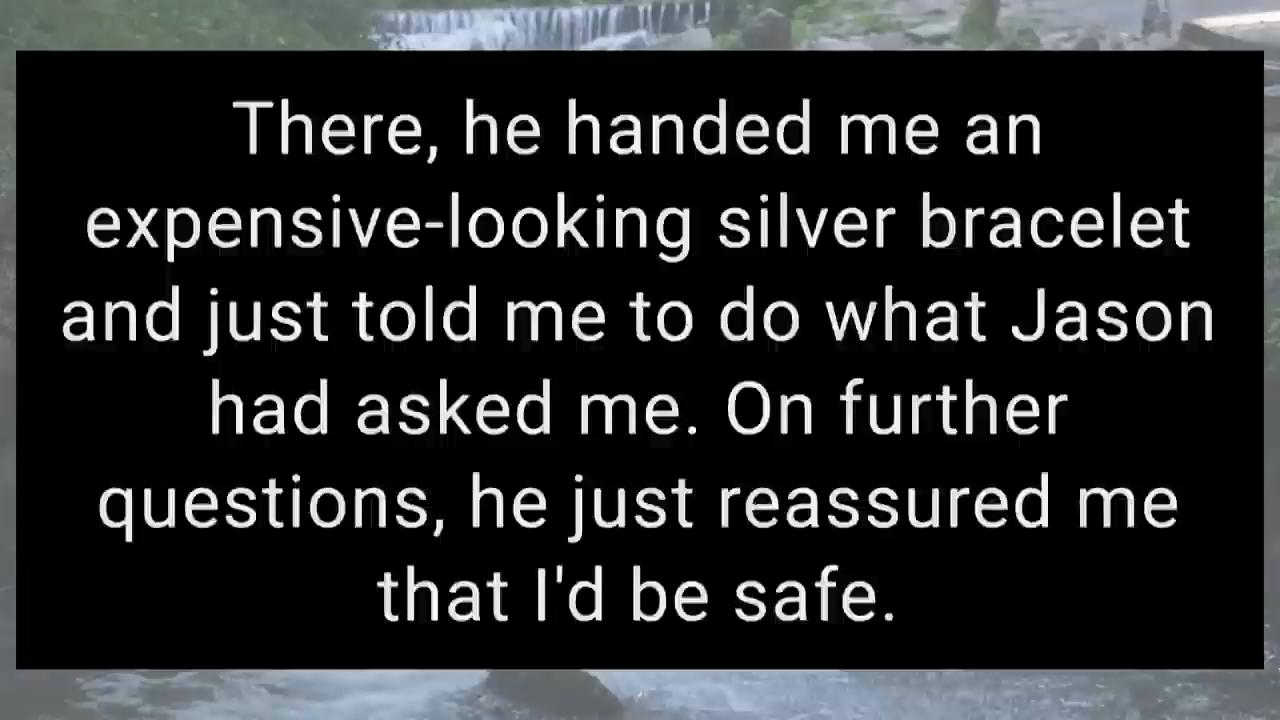 There, he handed me an
expensive-looking silver bracelet
and just told me to do what Jason
had asked me. On further
questions, he just reassured me
that I'd be safe.